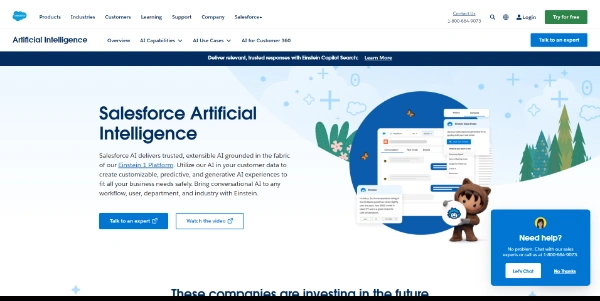 Products Industries Customers Learning Support Company Salesforce+
Contact Us
1-800-664-9073
Login
Try for free
Artificial Intelligence
Overview AI Capabilities AI Use Cases AI for Customer 360
Talk to an expert
Deliver relevant, trusted responses with Einstein Copilot Search: Learn More
Salesforce Artificial
Intelligence
Salesforce AI delivers trusted, extensible AI grounded in the fabric
of our Einstein 1 Platform. Utilize our AI in your customer data to
create customizable, predictive, and generative AI experiences to
fit all your business needs safely. Bring conversational AI to any
workflow, user, department, and industry with Einstein.
Talk to an expert
Watch the video
Need help?
No problem. Chat with our sales
experts or call us at 1-800-664-9073.
Let's Chat
No Thanks
These companies are investing in the future